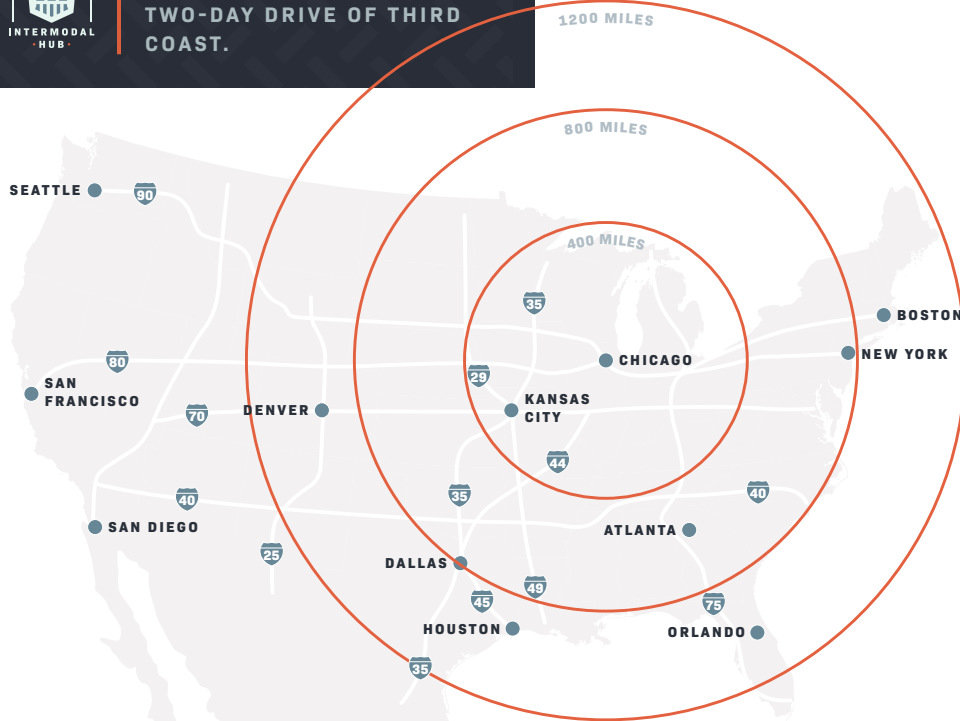 TWO-DAY DRIVE OF THIRD
COAST.
INTERMODAL
·HUB·
1200 MILES
800 MILES
400 MILES
SEATTLE
90
35
BOSTON
80
CHICAGO
NEW YORK
29
SAN
FRANCISCO
70
DENVER
KANSAS
CITY
44
40
35
40
SAN DIEGO
ATLANTA
25
DALLAS
49
45
75
HOUSTON
ORLANDO
35